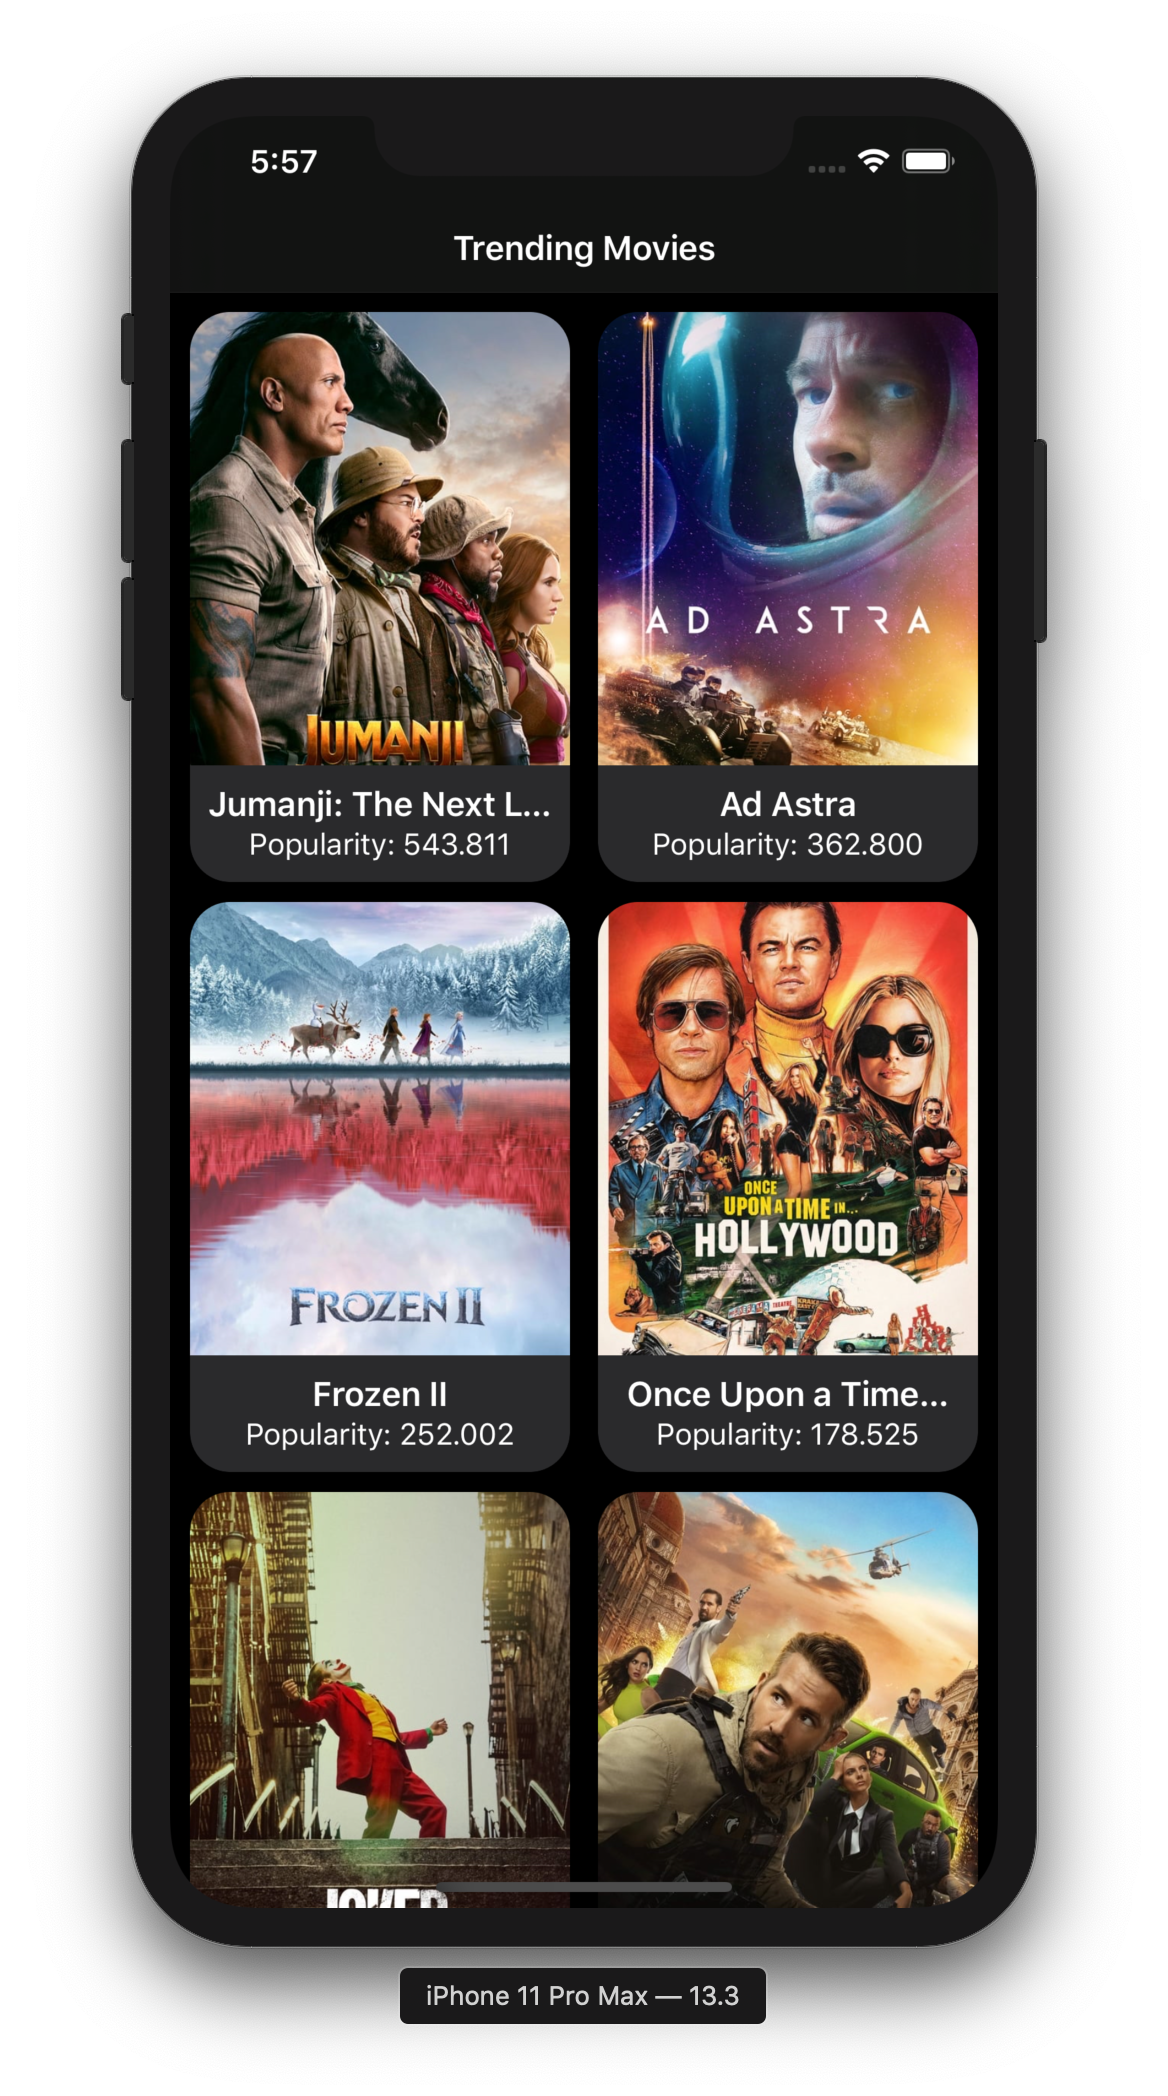 5:57
Trending Movies
JUMANJI
AD ASTRA
Jumanji: The Next L...
Popularity: 543.811
Ad Astra
Popularity: 362.800
FROZEN II
ONCE
UPON A TIME IN...
HOLLYWOOD
Frozen II
Popularity: 252.002
Once Upon a Time...
Popularity: 178.525
JOKER
iPhone 11 Pro Max — 13.3